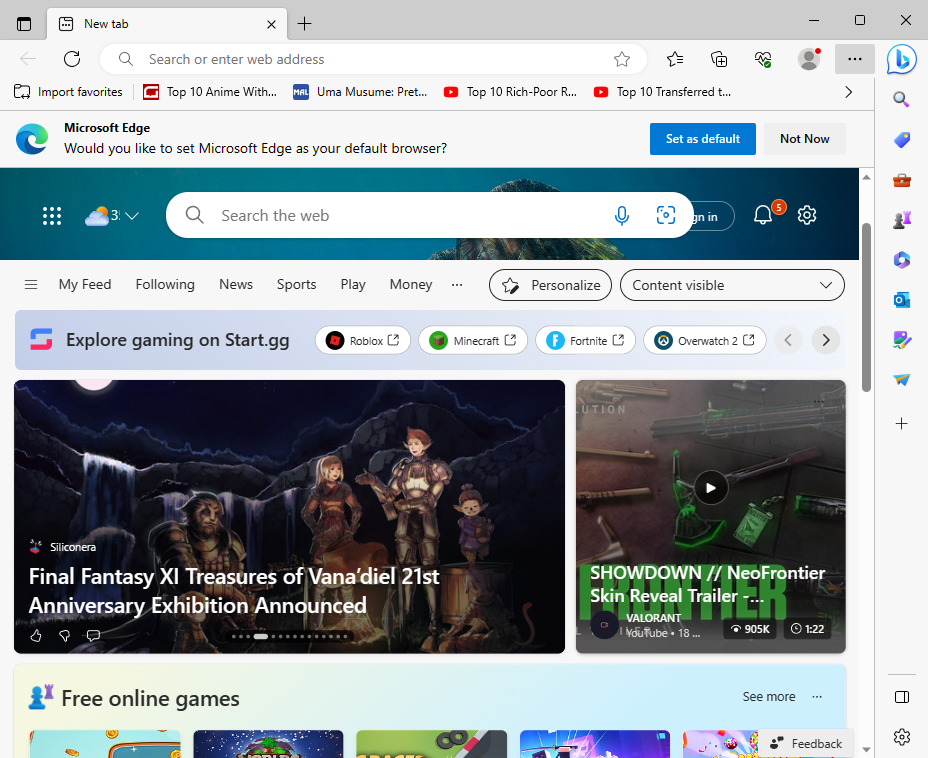 New tab
Search or enter web address
Import favorites
Top 10 Anime With...
MAL
Uma Musume: Pret...
Top 10 Rich-Poor R...
Top 10 Transferred t...
Microsoft Edge
Would you like to set Microsoft Edge as your default browser?
Set as default
Not Now
Search the web
gn in
5
My Feed
Following
News
Sports
Play
Money
Personalize
Content visible
Explore gaming on Start.gg
Roblox
Minecraft
Fortnite
Overwatch 2
LUTION
Siliconera
Final Fantasy XI Treasures of Vana'diel 21st
Anniversary Exhibition Announced
SHOWDOWN // NeoFrontier
Skin Reveal Trailer -...
FRONTIER
VALORANT
YouTube • 18 ...
905K
1:22
Free online games
See more
Feedback